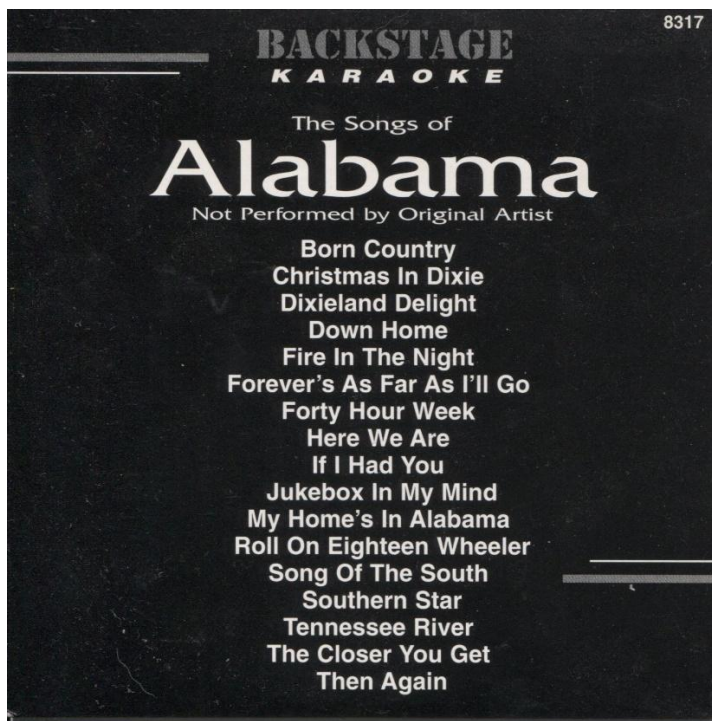 8317
BACKSTAGE
KARAOKE
The Songs of
Alabama
Not Performed by Original Artist
Born Country
Christmas In Dixie
Dixieland Delight
Down Home
Fire In The Night
Forever's As Far As I'll Go
Forty Hour Week
Here We Are
If I Had You
Jukebox In My Mind
My Home's In Alabama
Roll On Eighteen Wheeler
Song Of The South
Southern Star
Tennessee River
The Closer You Get
Then Again